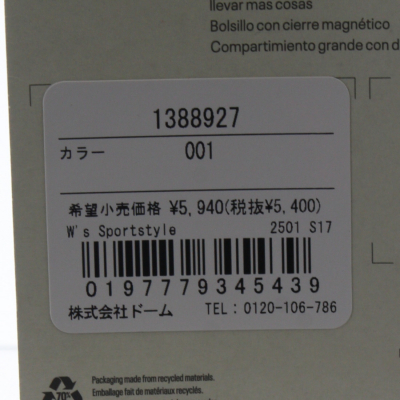 llevar mas cosas
Bolsillo con cierre magnético
Compartimiento grande con d
1388927
カラー 001
希望小売価格 ¥5,940(税抜¥5,400)
W's Sportstyle 2501 S17
0197779345439
株式会社ドーム TEL：0120-106-786
Packaging made from recycled materials.
Emballage fait de matériaux recyclés.
70%